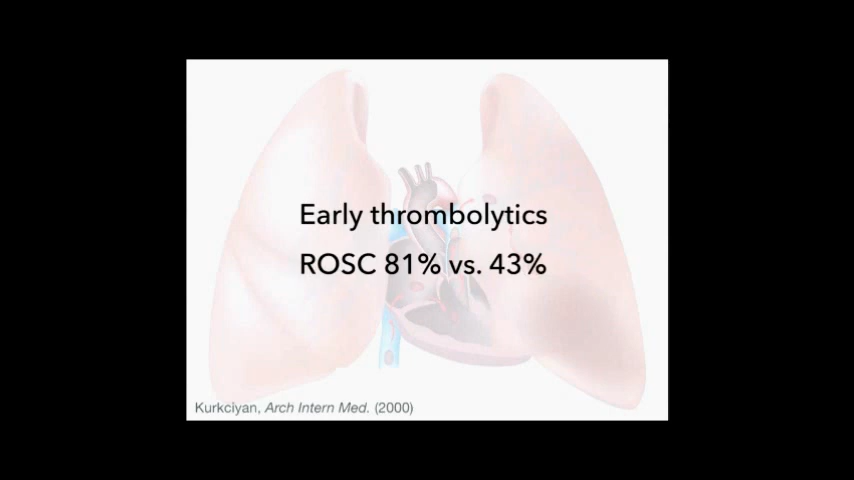 Early thrombolytics
ROSC 81% vs. 43%
Kurkciyan, Arch Intern Med. (2000)